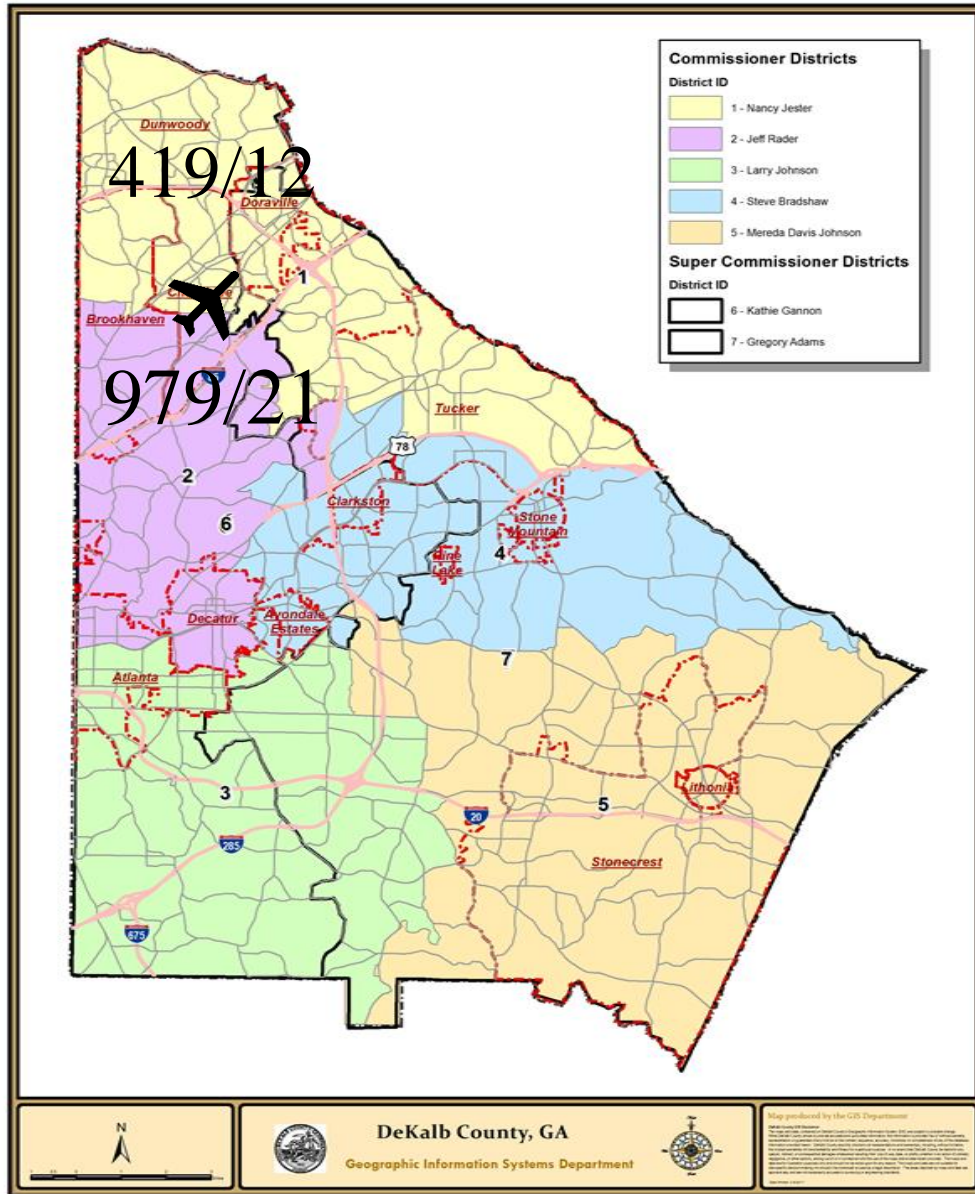 Commissioner Districts
District ID
1 - Nancy Jester
2 - Jeff Rader
3 - Larry Johnson
4 - Steve Bradshaw
5 - Mereda Davis Johnson
Super Commissioner Districts
District ID
6 - Kathie Gannon
7 - Gregory Adams
Dunwoody
419/12
Doraville
1
Brookhaven
979/21
Tucker
78
2
Clarkston
6
Stone
Mountain
4
Lake
Decatur
Avondale
Estates
7
Atlanta
3
5
20
285
Stonecrest
675
N
DeKalb County, GA
Geographic Information Systems Department
Map produced by the GIS Department